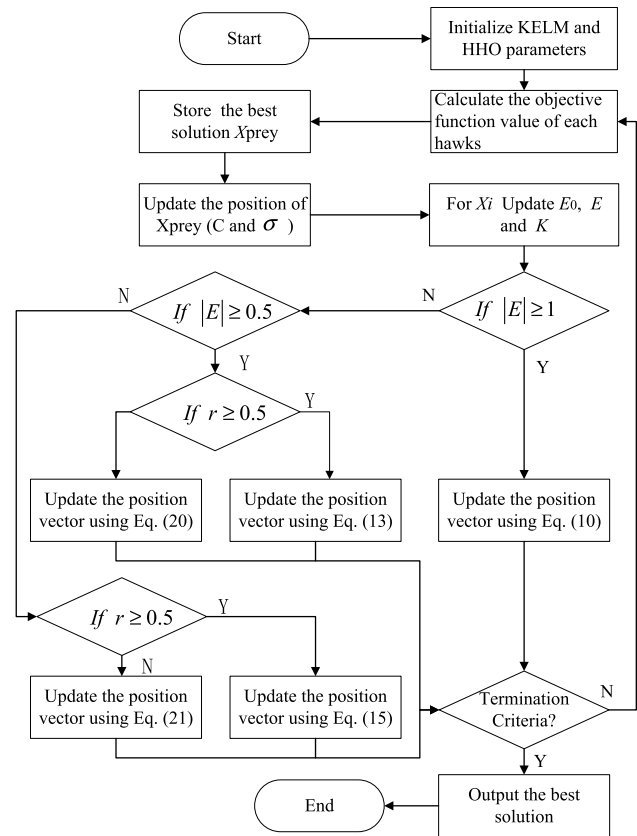 Start
Initialize KELM and
HHO parameters
Calculate the objective
function value of each
hawks
Store the best
solution Xprey
Update the position of
Xprey (C and σ )
For Xi Update E0, E
and K
If |E| ≥ 1
N
Y
If |E| ≥ 0.5
N
Y
If r ≥ 0.5
Y
Update the position
vector using Eq. (20)
Update the position
vector using Eq. (13)
Update the position
vector using Eq. (10)
If r ≥ 0.5
Y
N
Update the position
vector using Eq. (21)
Update the position
vector using Eq. (15)
Termination
Criteria?
N
Y
Output the best
solution
End